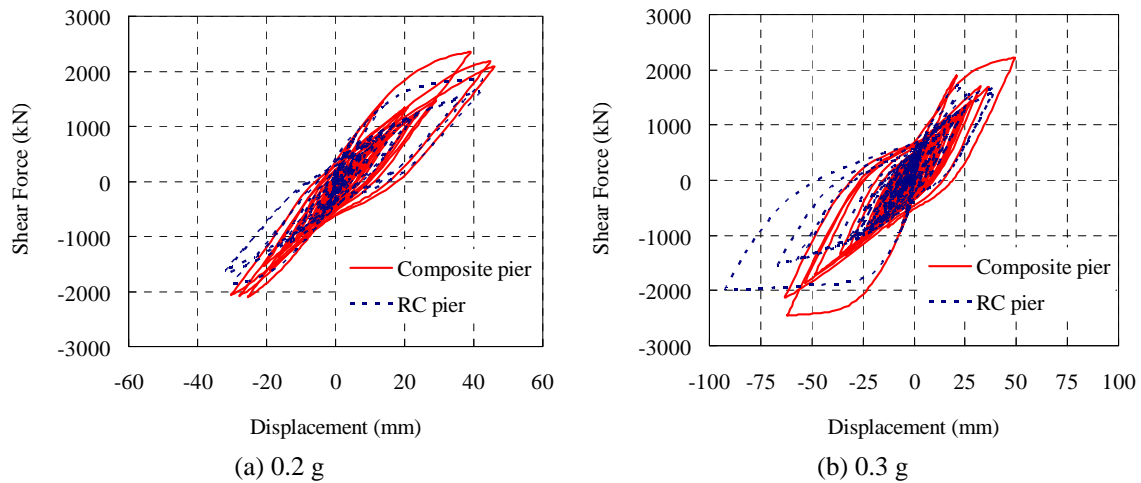 3000
2000
1000
0
-1000
-2000
-3000
Shear Force (kN)
Composite pier
RC pier
-60 -40 -20 0 20 40 60
Displacement (mm)
(a) 0.2 g
3000
2000
1000
0
-1000
-2000
-3000
Shear Force (kN)
Composite pier
RC pier
-100 -75 -50 -25 0 25 50 75 100
Displacement (mm)
(b) 0.3 g